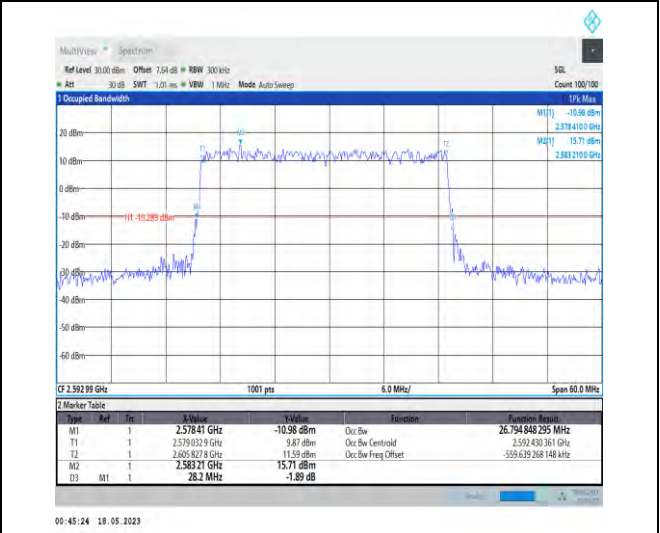 MultiView Spectrum
Ref Level 30.00 dBm Offset 7.64 dB RBW 300 kHz SGL
Att 30 dB SWT 1.01 ms VBW 1 MHz Mode Auto Sweep Count 100/100
1 Occupied Bandwidth 1Pk Max
M1[1] -10.98 dBm
2.578 4100 GHz
M2[1] 15.71 dBm
2.583 2100 GHz
20 dBm
M2
T1
T2
10 dBm
0 dBm
M1
-10 dBm
H1 -10.289 dBm
-20 dBm
-30 dBm
-40 dBm
-50 dBm
-60 dBm
CF 2.592 99 GHz 1001 pts 6.0 MHz/ Span 60.0 MHz
2 Marker Table
Type Ref Trc X-Value Y-Value Function Function Result
M1 1 2.578 41 GHz -10.98 dBm Occ Bw 26.794 848 295 MHz
T1 1 2.579 032 9 GHz 9.87 dBm Occ Bw Centroid 2.592 430 361 GHz
T2 1 2.605 827 8 GHz 11.59 dBm Occ Bw Freq Offset -559.639 268 148 kHz
M2 1 2.583 21 GHz 15.71 dBm
D3 M1 1 28.2 MHz -1.89 dB
00:45:24 18.05.2023